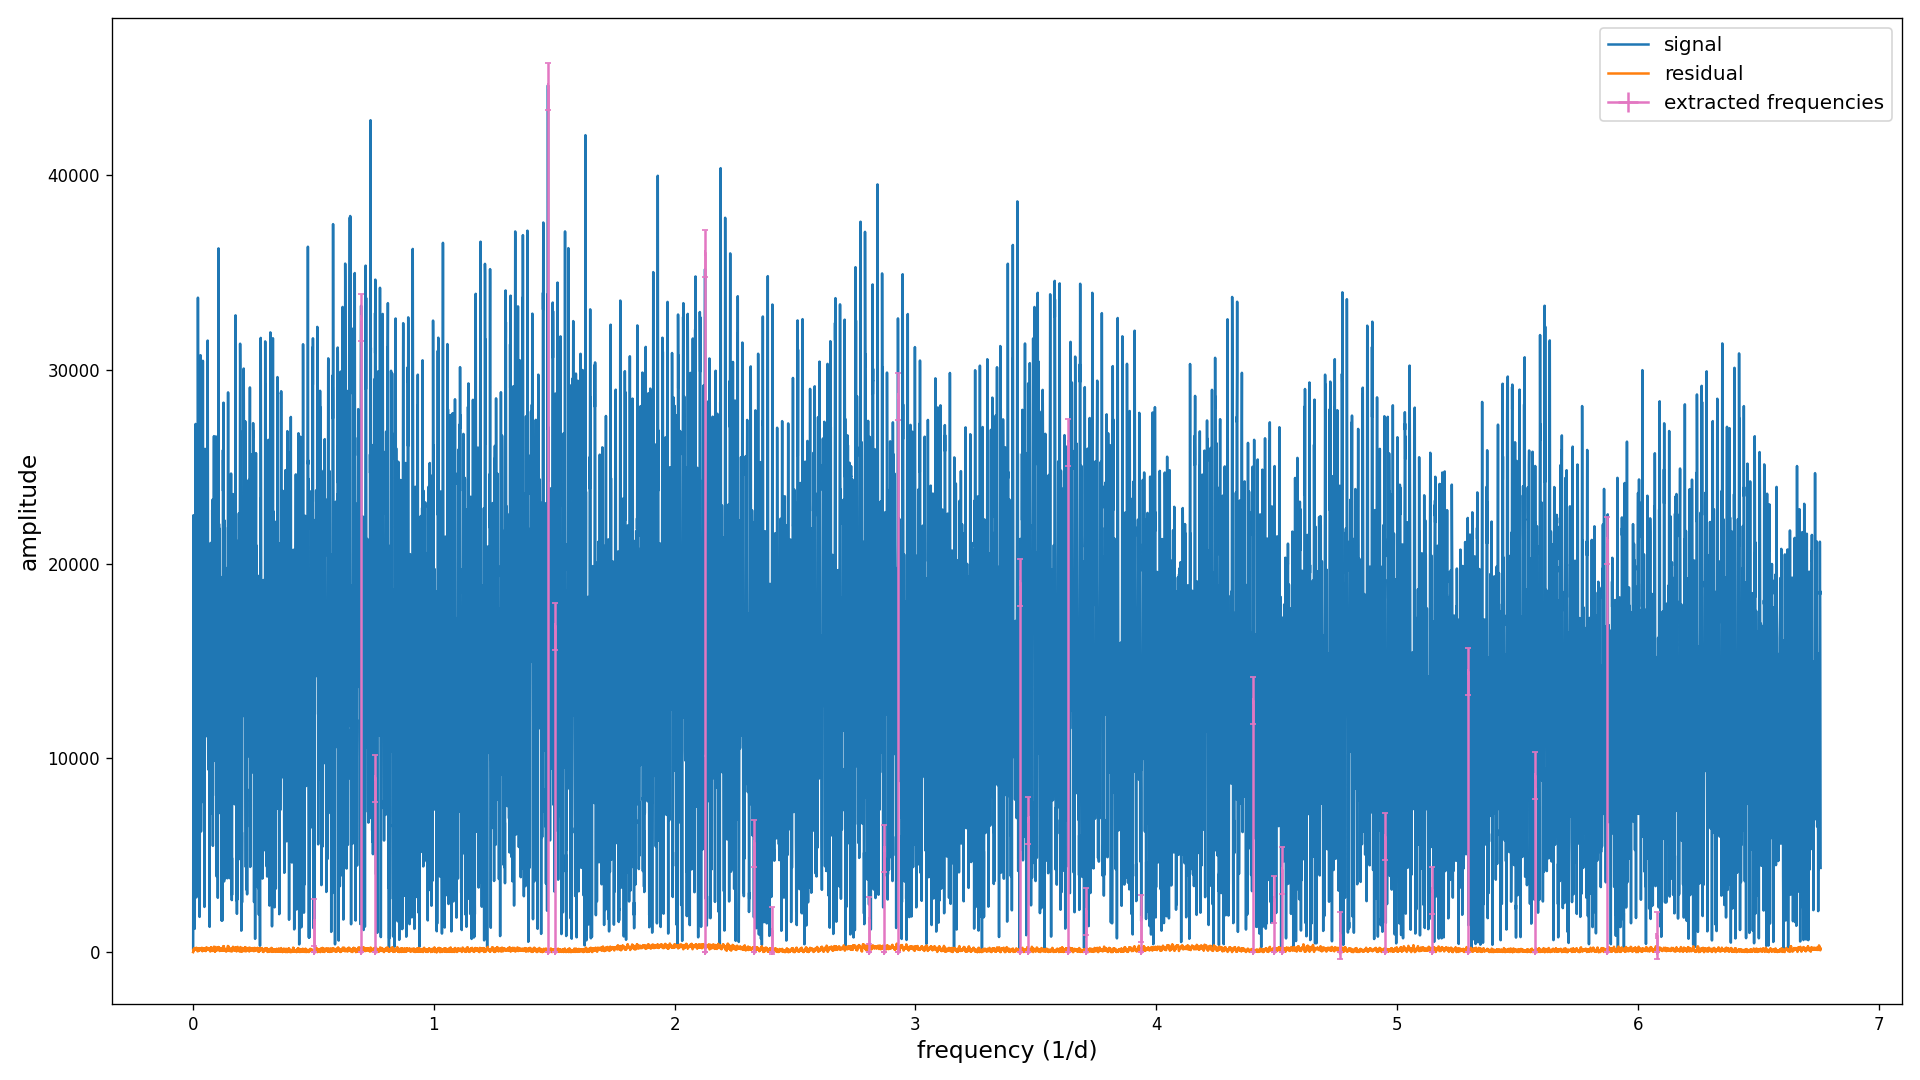 signal
residual
extracted frequencies
amplitude
40000
30000
20000
10000
0
0 1 2 3 4 5 6 7
frequency (1/d)